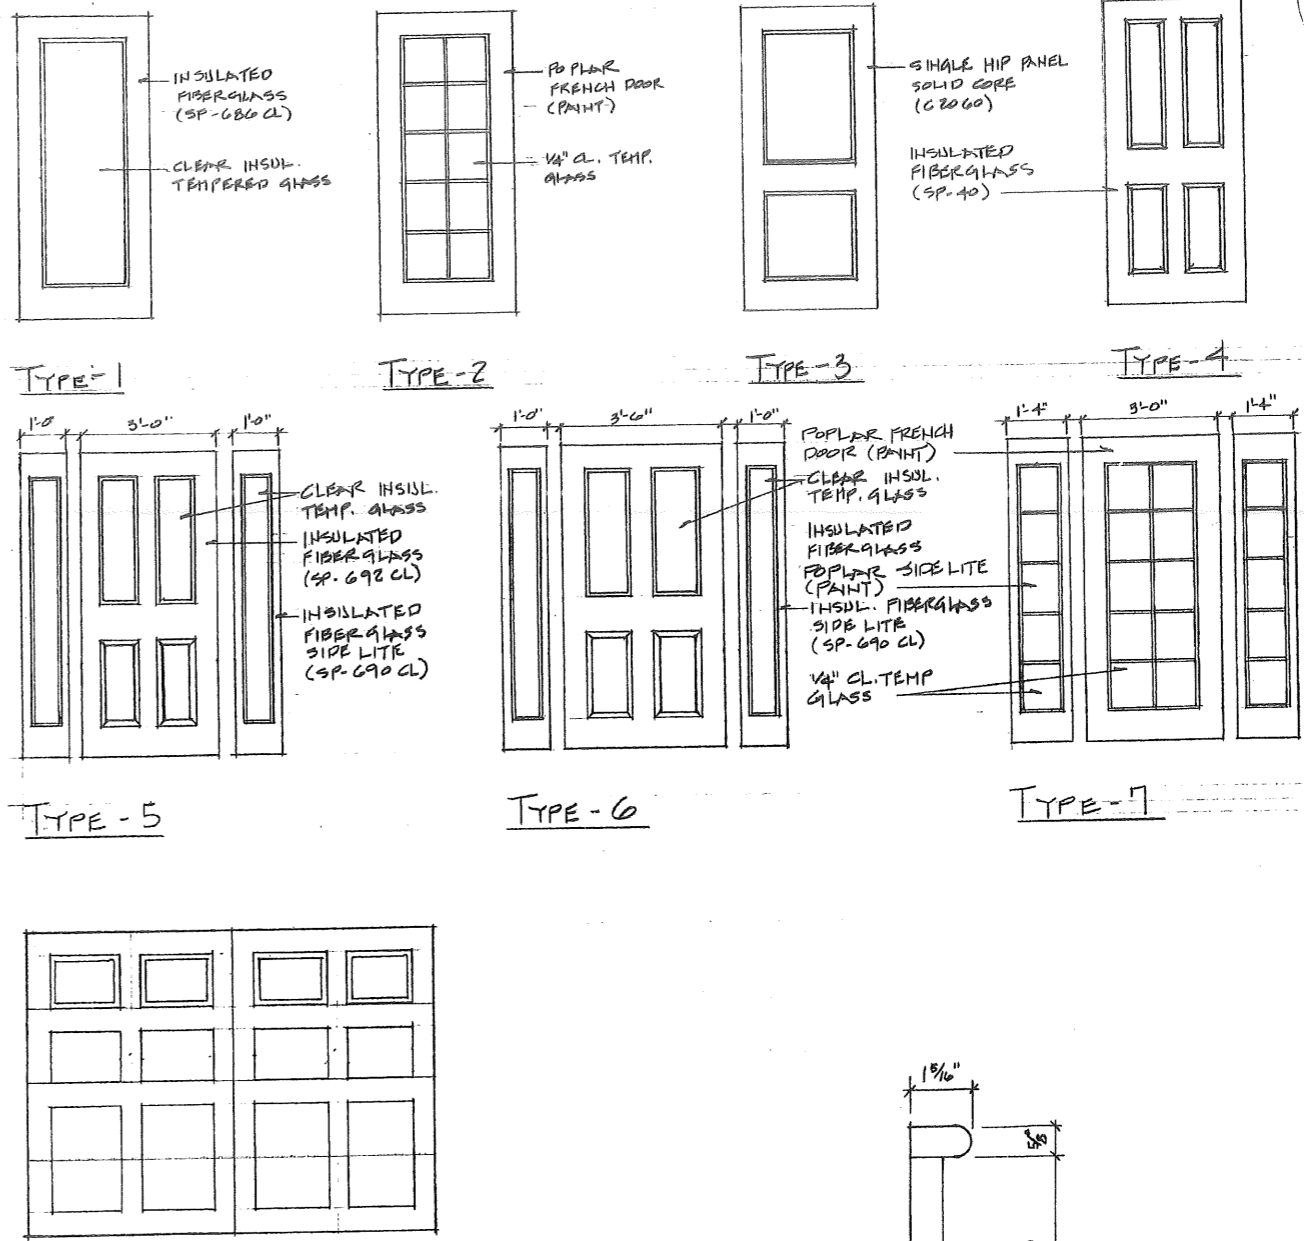 INSULATED
FIBERGLASS
(SP-686 CL)
CLEAR INSUL.
TEMPERED GLASS
TYPE-1
POPLAR
FRENCH DOOR
(PAINT)
1/4" CL. TEMP.
GLASS
TYPE-2
SINGLE HIP PANEL
SOLID CORE
(C2060)
TYPE-3
INSULATED
FIBERGLASS
(SP-40)
TYPE-4
1'-0" 3'-0" 1'-0"
CLEAR INSUL.
TEMP. GLASS
INSULATED
FIBERGLASS
(SP-692 CL)
INSULATED
FIBERGLASS
SIDE LITE
(SP-690 CL)
TYPE-5
1'-0" 3'-6" 1'-0"
CLEAR INSUL.
TEMP. GLASS
INSULATED
FIBERGLASS
INSUL. FIBERGLASS
SIDE LITE
(SP-690 CL)
TYPE-6
1'-4" 3'-0" 1'-4"
POPLAR FRENCH
DOOR (PAINT)
POPLAR SIDE LITE
(PAINT)
1/4" CL. TEMP
GLASS
TYPE-7
1 5/16"
5/8"